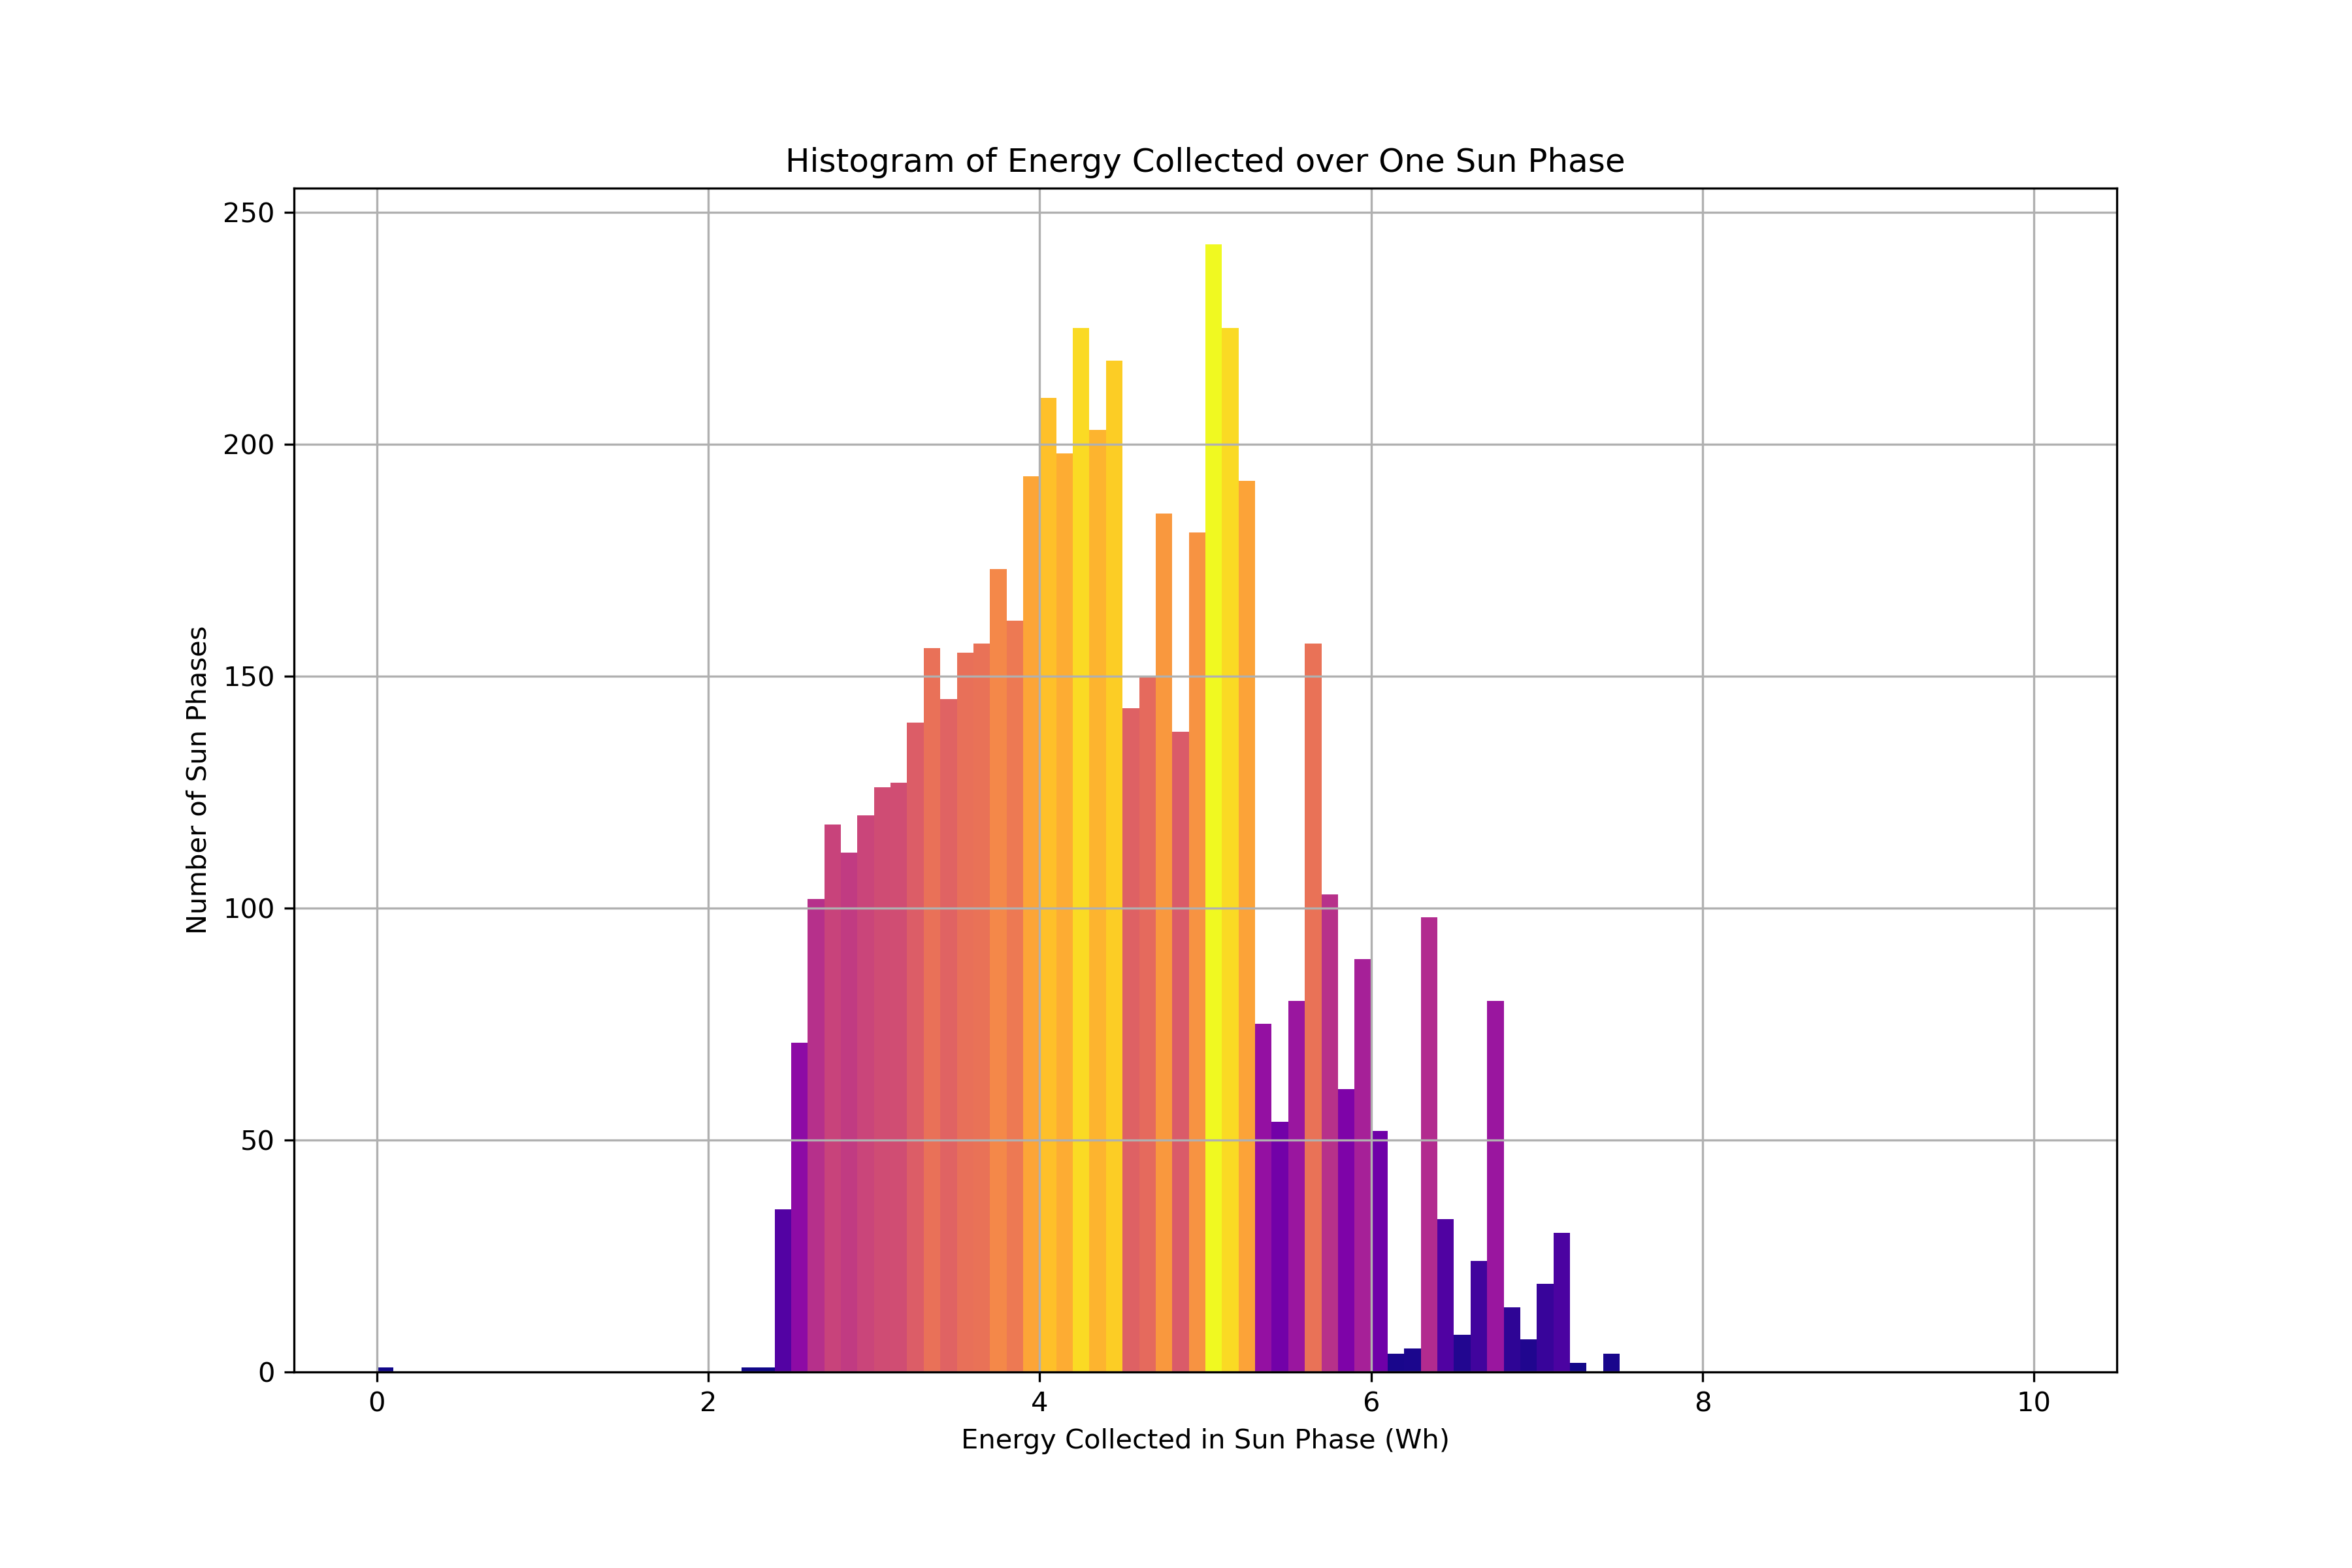 Histogram of Energy Collected over One Sun Phase
250
200
150
100
50
0
Number of Sun Phases
0 2 4 6 8 10
Energy Collected in Sun Phase (Wh)